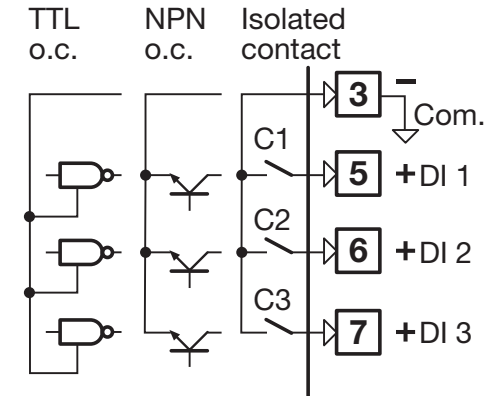 TTL o.c.
NPN o.c.
Isolated contact
3 − Com.
C1 5 + DI 1
C2 6 + DI 2
C3 7 + DI 3